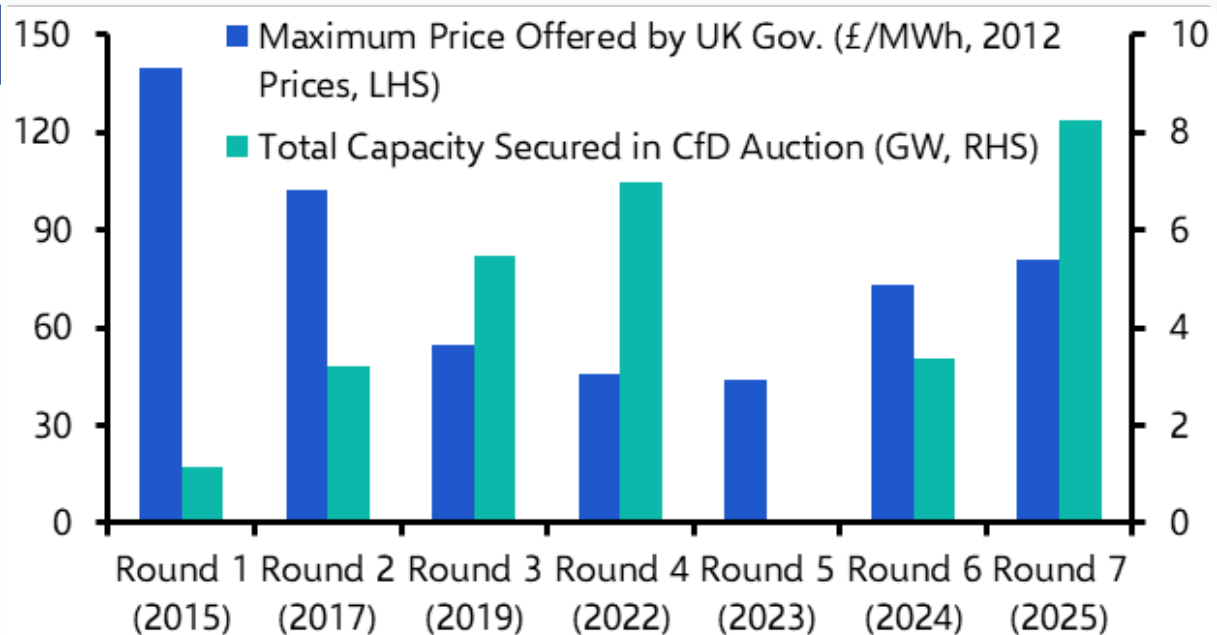 150
120
90
60
30
0
Maximum Price Offered by UK Gov. (£/MWh, 2012
Prices, LHS)
Total Capacity Secured in CfD Auction (GW, RHS)
10
8
6
4
2
0
Round 1 Round 2 Round 3 Round 4 Round 5 Round 6 Round 7
(2015) (2017) (2019) (2022) (2023) (2024) (2025)